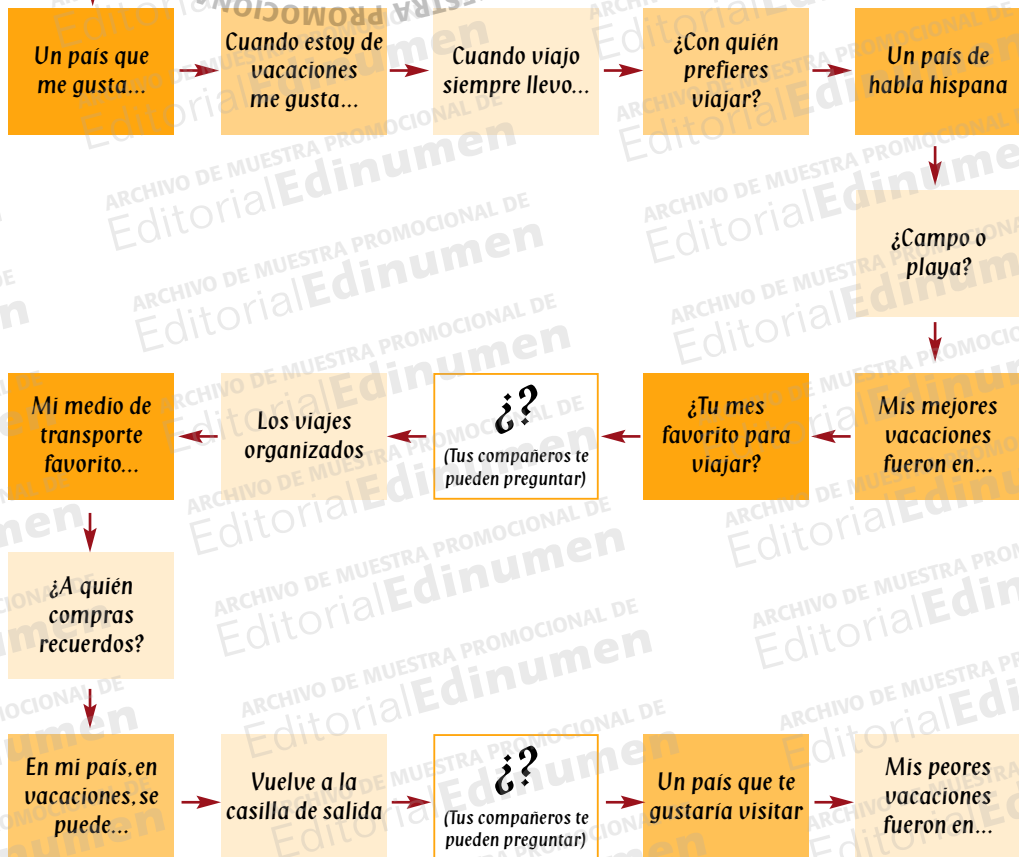 Un país que
me gusta...
Cuando estoy de
vacaciones
me gusta...
Cuando viajo
siempre llevo...
¿Con quién
prefieres
viajar?
Un país de
habla hispana
¿Campo o
playa?
Mis mejores
vacaciones
fueron en...
¿Tu mes
favorito para
viajar?
¿?
(Tus compañeros te
pueden preguntar)
Los viajes
organizados
Mi medio de
transporte
favorito...
¿A quién
compras
recuerdos?
En mi país, en
vacaciones, se
puede...
Vuelve a la
casilla de salida
¿?
(Tus compañeros te
pueden preguntar)
Un país que te
gustaría visitar
Mis peores
vacaciones
fueron en...
ARCHIVO DE MUESTRA PROMOCIONAL DE
Editorial Edinumen